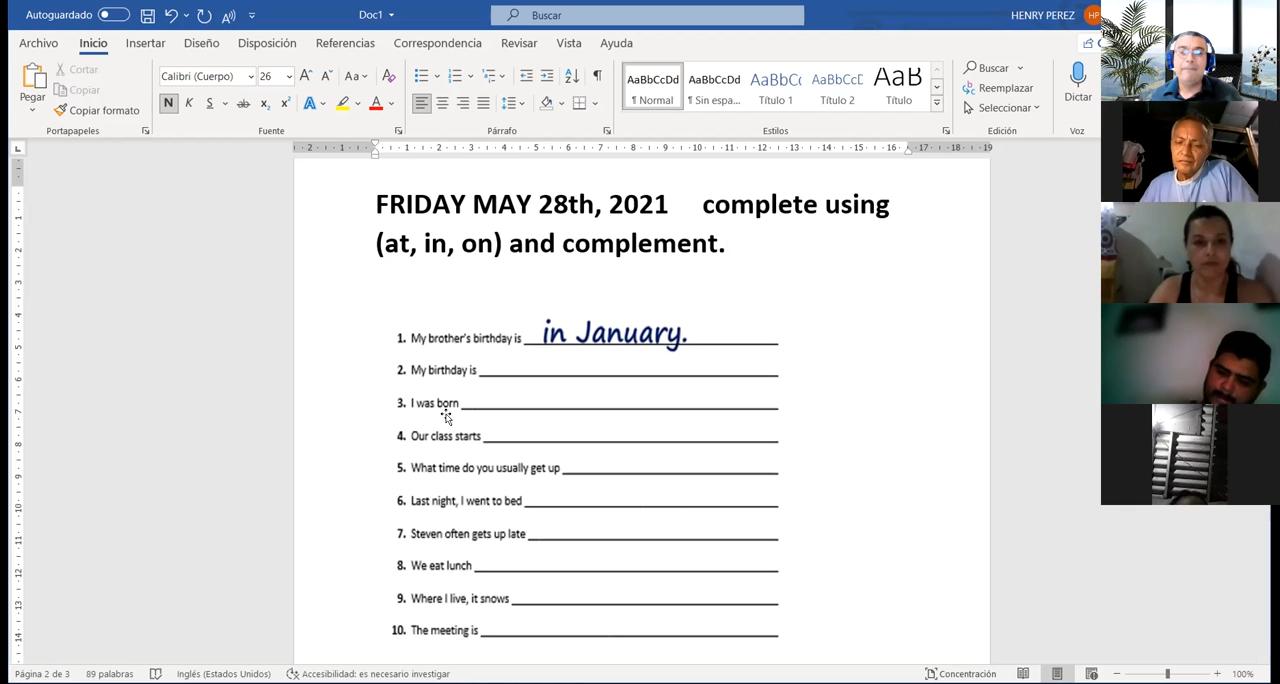 Autoguardado
Doc1
Buscar
HENRY PEREZ
HP
Archivo Inicio Insertar Diseño Disposición Referencias Correspondencia Revisar Vista Ayuda
Pegar
Cortar
Copiar
Copiar formato
Portapapeles
Calibri (Cuerpo) 26
N K S ab x₂ x²
Fuente
Párrafo
AaBbCcDd AaBbCcDd AaBbCc AaBbCcD AaB
¶ Normal ¶ Sin espa... Título 1 Título 2 Título
Estilos
Buscar
Reemplazar
Seleccionar
Edición
Dictar
Voz
FRIDAY MAY 28th, 2021 complete using
(at, in, on) and complement.
1. My brother's birthday is in January.
2. My birthday is
3. I was born
4. Our class starts
5. What time do you usually get up
6. Last night, I went to bed
7. Steven often gets up late
8. We eat lunch
9. Where I live, it snows
10. The meeting is
Página 2 de 3 89 palabras Inglés (Estados Unidos) Accesibilidad: es necesario investigar Concentración 100%